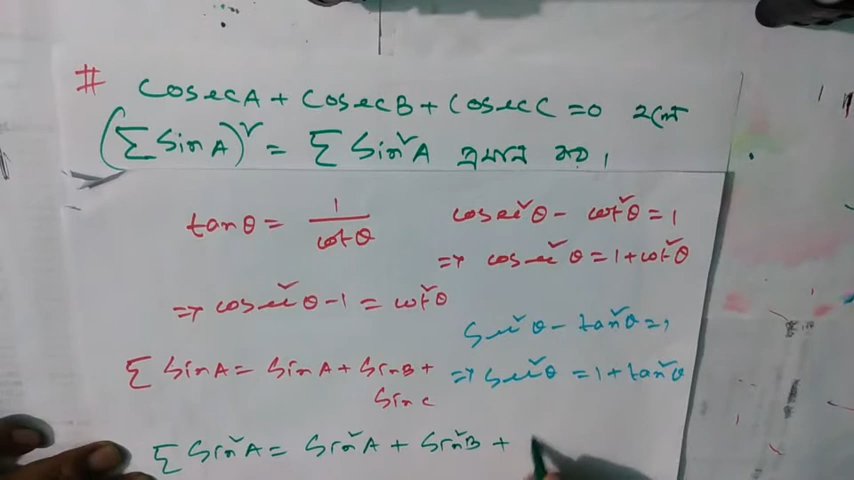 # CosecA + CosecB + CosecC = 0 হলে
(∑ SinA)² = ∑ Sin²A প্রমাণ কর।
tanθ = 1/cotθ
cosec²θ - cot²θ = 1
=> cosec²θ = 1 + cot²θ
=> cosec²θ - 1 = cot²θ
Sec²θ - tan²θ = 1
=> Sec²θ = 1 + tan²θ
∑ SinA = SinA + SinB +
Sin c
∑ Sin²A = Sin²A + Sin²B +